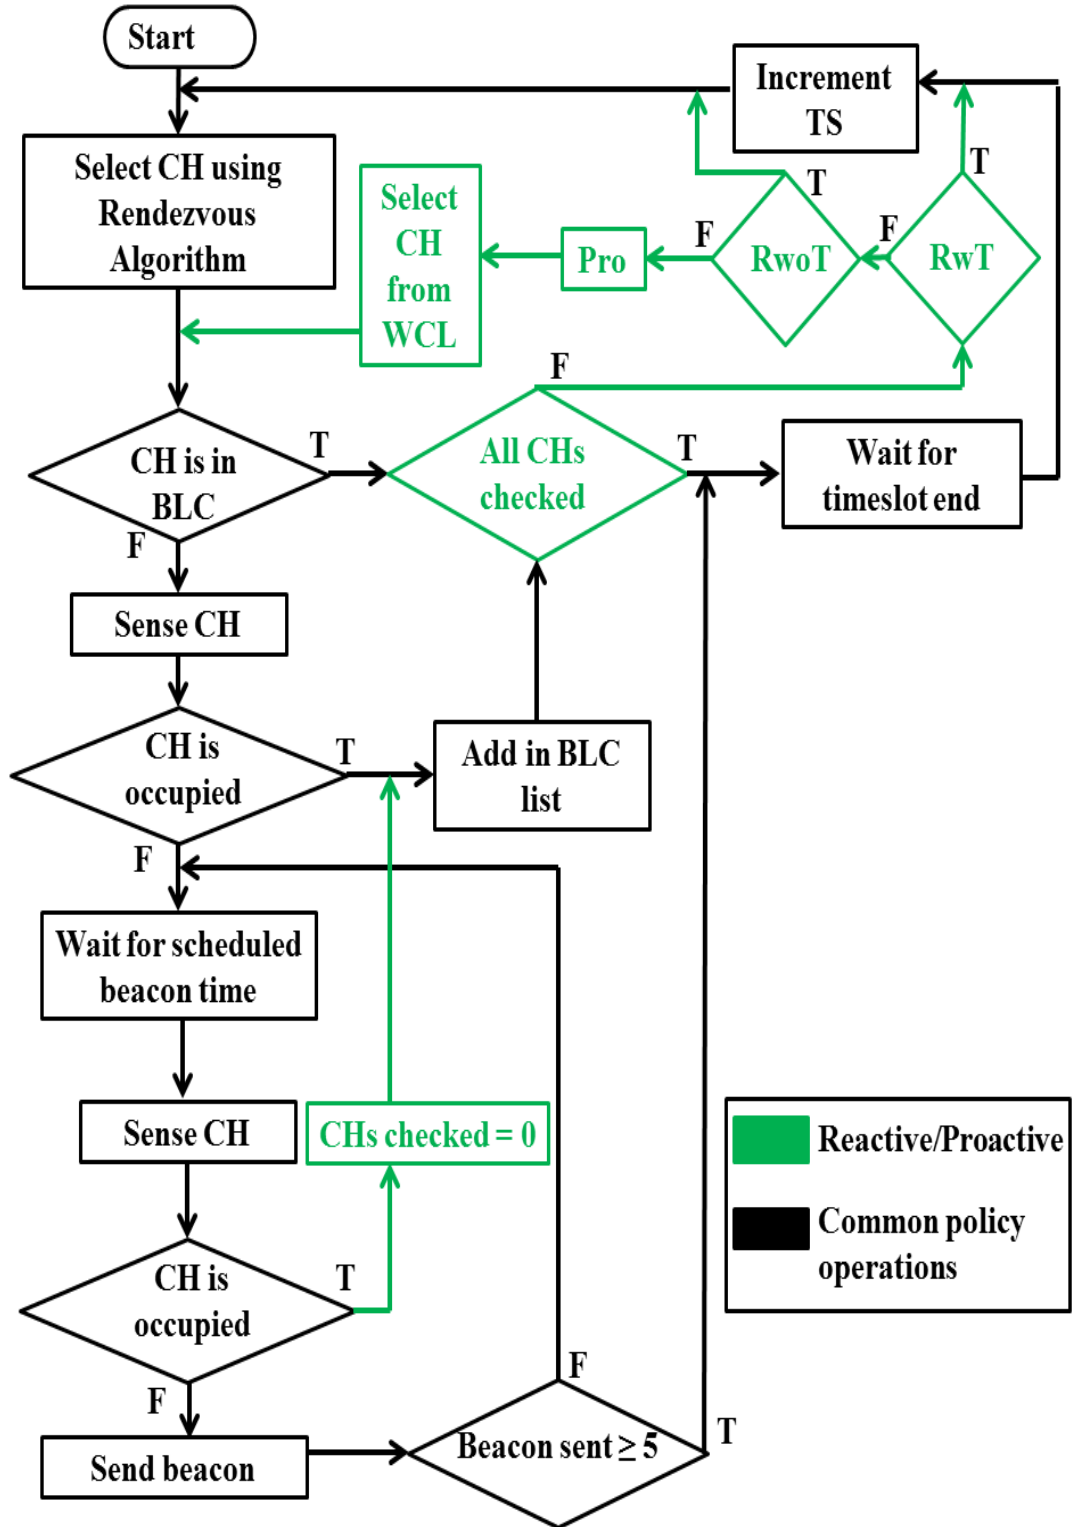 Start
Increment
TS
Select CH using
Rendezvous
Algorithm
Select
CH
from
WCL
Pro
F
RwoT
T
F
RwT
T
F
CH is in
BLC
T
All CHs
checked
T
Wait for
timeslot end
F
Sense CH
CH is
occupied
T
Add in BLC
list
F
Wait for scheduled
beacon time
Sense CH
CHs checked = 0
Reactive/Proactive
Common policy
operations
CH is
occupied
T
F
F
Send beacon
Beacon sent ≥ 5
T